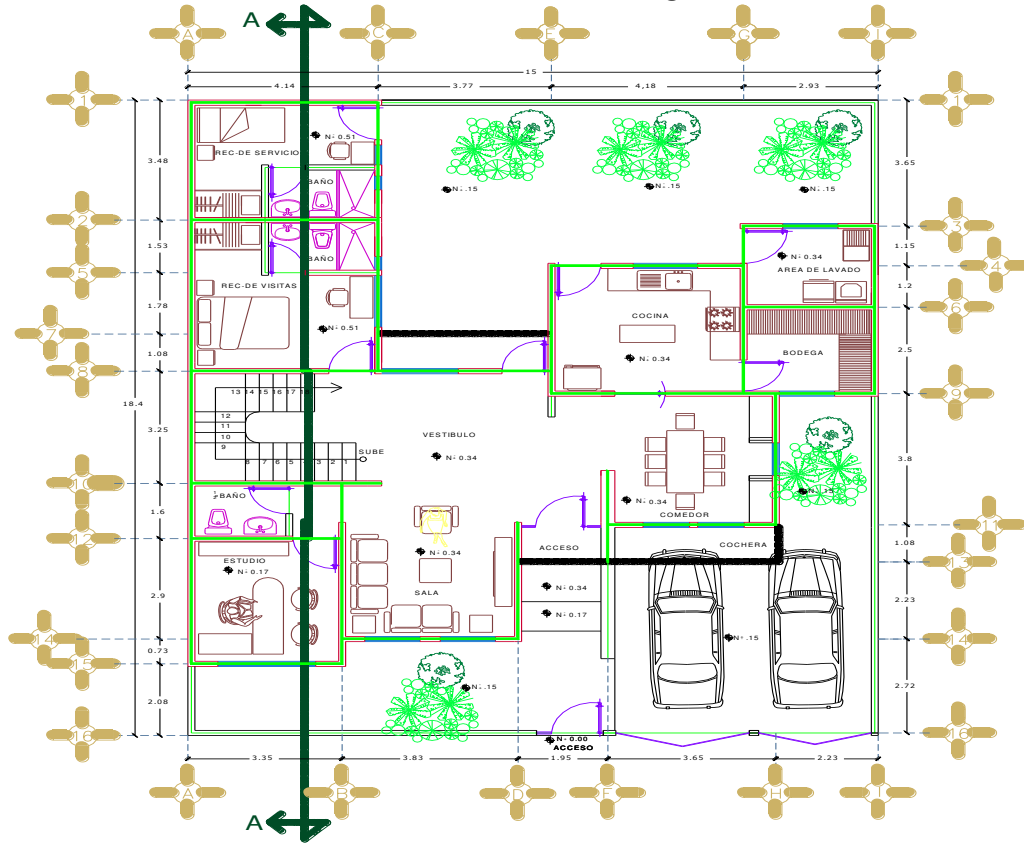 A
A C E G I
15
4.14 3.77 4,18 2.93
1 1
N- 0.51
REC-DE SERVICIO
3.48
3.65
BAÑO
N-.15 N-.15 N-.15
2 3
1.53
1.15
N- 0.34
BAÑO
AREA DE LAVADO
5
1.2
REC-DE VISITAS
1.78
6
COCINA
N- 0.51
7
2.5
1.08
N- 0.34
BODEGA
8
9
13 14 15 16 17 18
18.4
12
11
3.25
10
VESTIBULO
3.8
9
SUBE
N- 0.34
8 7 6 5 4 3 2 1
10
½ BAÑO
N-.15
N- 0.34
1.6
COMEDOR
11
12
ACCESO
COCHERA
1.08
N- 0.34
ESTUDIO
13
N- 0.17
N- 0.34
SALA
2.9
2.23
N- 0.17
14
N-.15
14
0.73
15
N-.15
2.72
2.08
16
N- 0.00
ACCESO
16
3.35 3.83 1.95 3.65 2.23
A B D F H I
A